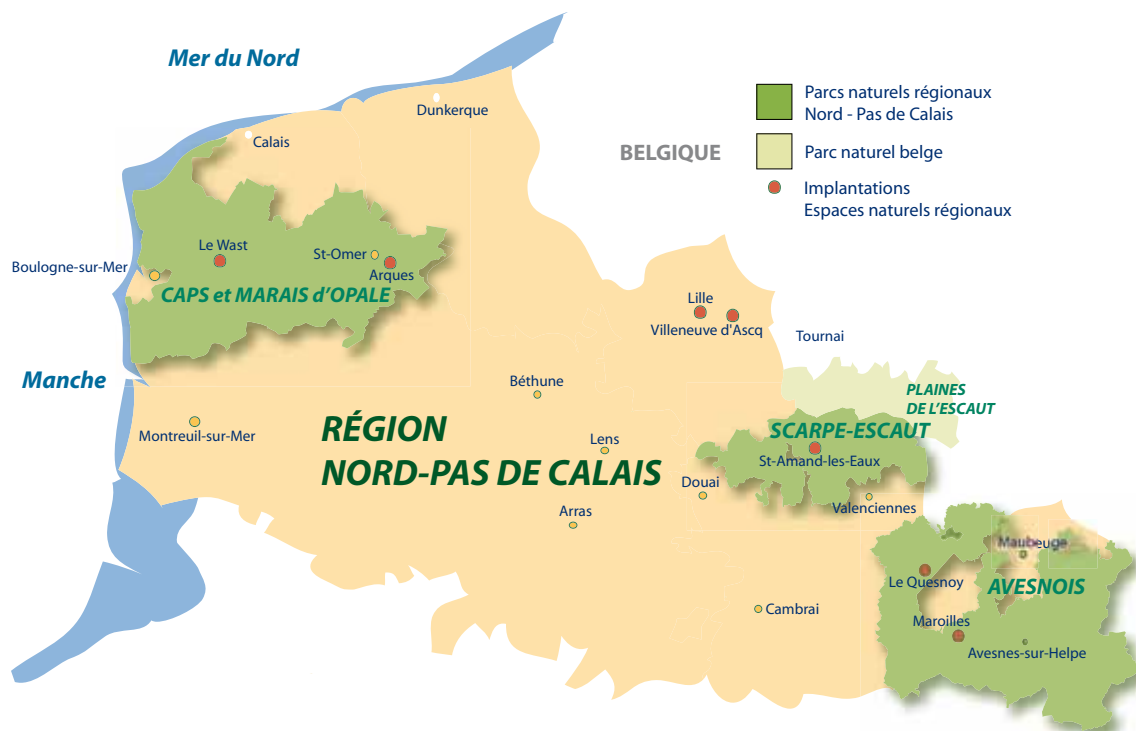 Mer du Nord
Dunkerque
Calais
Parcs naturels régionaux
Nord - Pas de Calais
BELGIQUE
Parc naturel belge
Implantations
Espaces naturels régionaux
Le Wast
St-Omer
Boulogne-sur-Mer
Arques
CAPS et MARAIS d'OPALE
Lille
Villeneuve d'Ascq
Tournai
Manche
Béthune
PLAINES
DE L'ESCAUT
Montreuil-sur-Mer
RÉGION
NORD-PAS DE CALAIS
SCARPE-ESCAUT
Lens
St-Amand-les-Eaux
Douai
Valenciennes
Arras
Maubeuge
Le Quesnoy
AVESNOIS
Cambrai
Maroilles
Avesnes-sur-Helpe